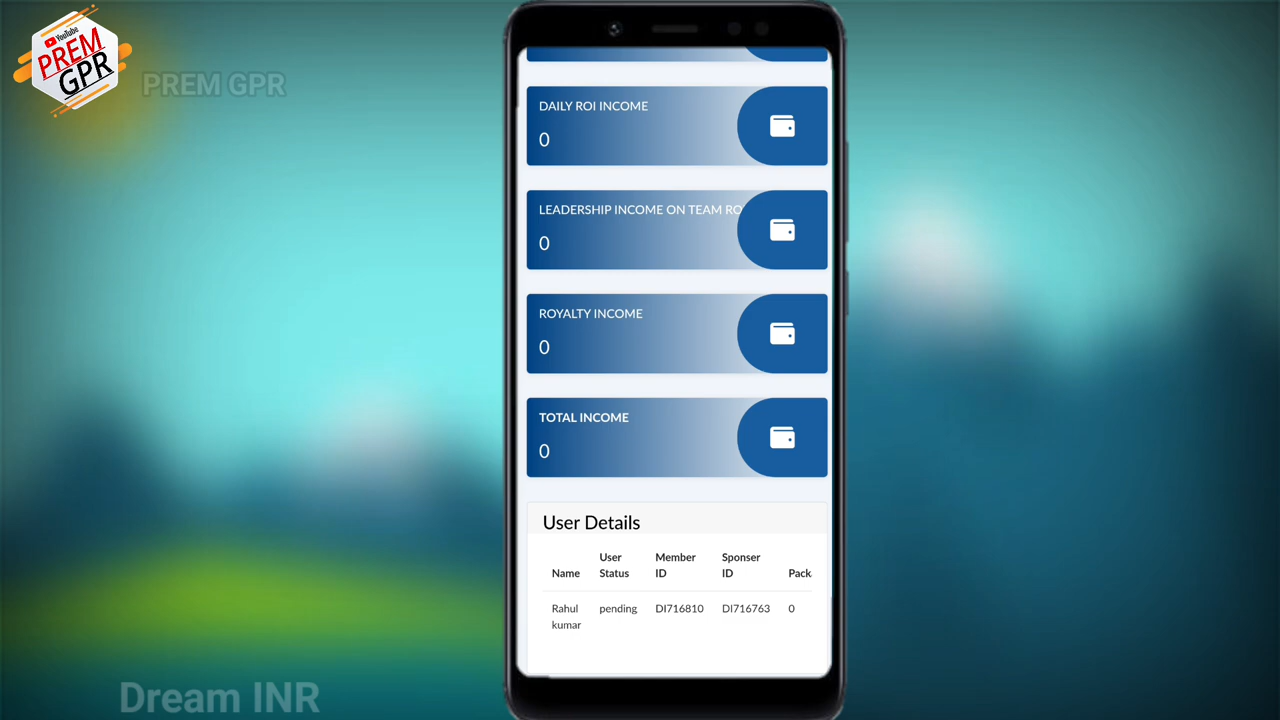 YouTube
PREM
GPR
PREM GPR
DAILY ROI INCOME
0
LEADERSHIP INCOME ON TEAM RO
0
ROYALTY INCOME
0
TOTAL INCOME
0
User Details
Name User Status Member ID Sponser ID Pack
Rahul kumar pending DI716810 DI716763 0
Dream INR